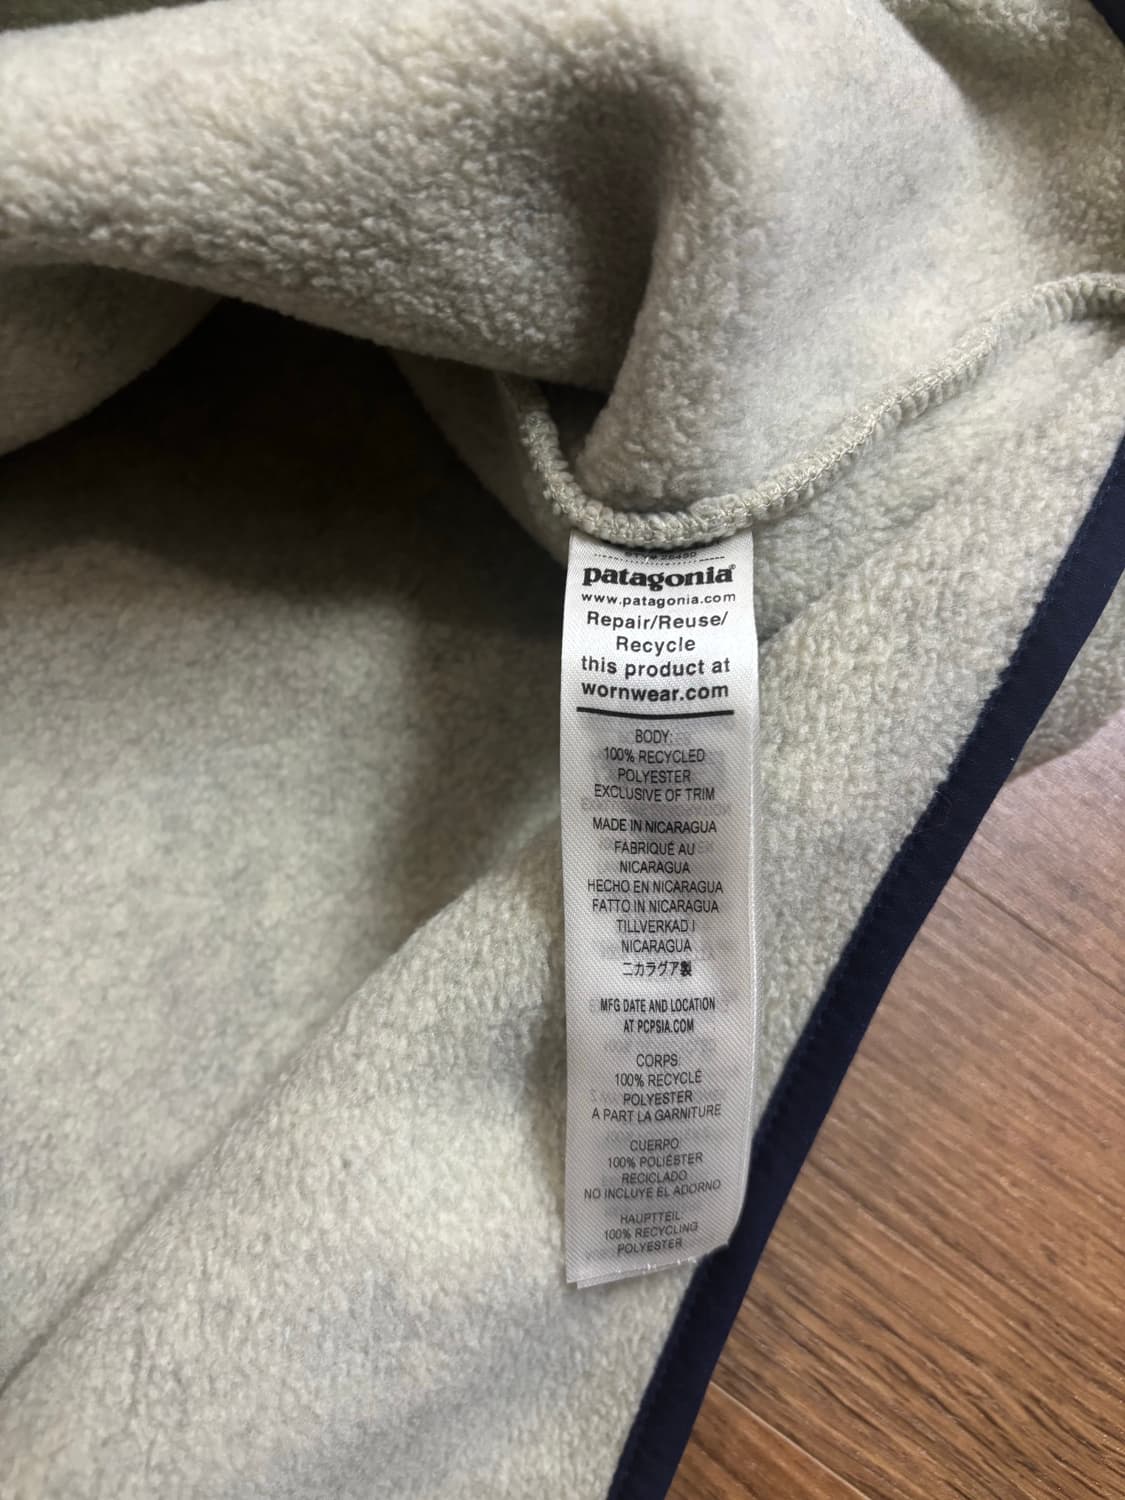 patagonia®
www.patagonia.com
Repair/Reuse/
Recycle
this product at
wornwear.com
BODY:
100% RECYCLED
POLYESTER
EXCLUSIVE OF TRIM
MADE IN NICARAGUA
FABRIQUÉ AU
NICARAGUA
HECHO EN NICARAGUA
FATTO IN NICARAGUA
TILLVERKAD I
NICARAGUA
ニカラグア製
MFG DATE AND LOCATION
AT PCPSIA.COM
CORPS:
100% RECYCLÉ
POLYESTER
A PART LA GARNITURE
CUERPO:
100% POLIÉSTER
RECICLADO
NO INCLUYE EL ADORNO
HAUPTTEIL:
100% RECYCLING
POLYESTER